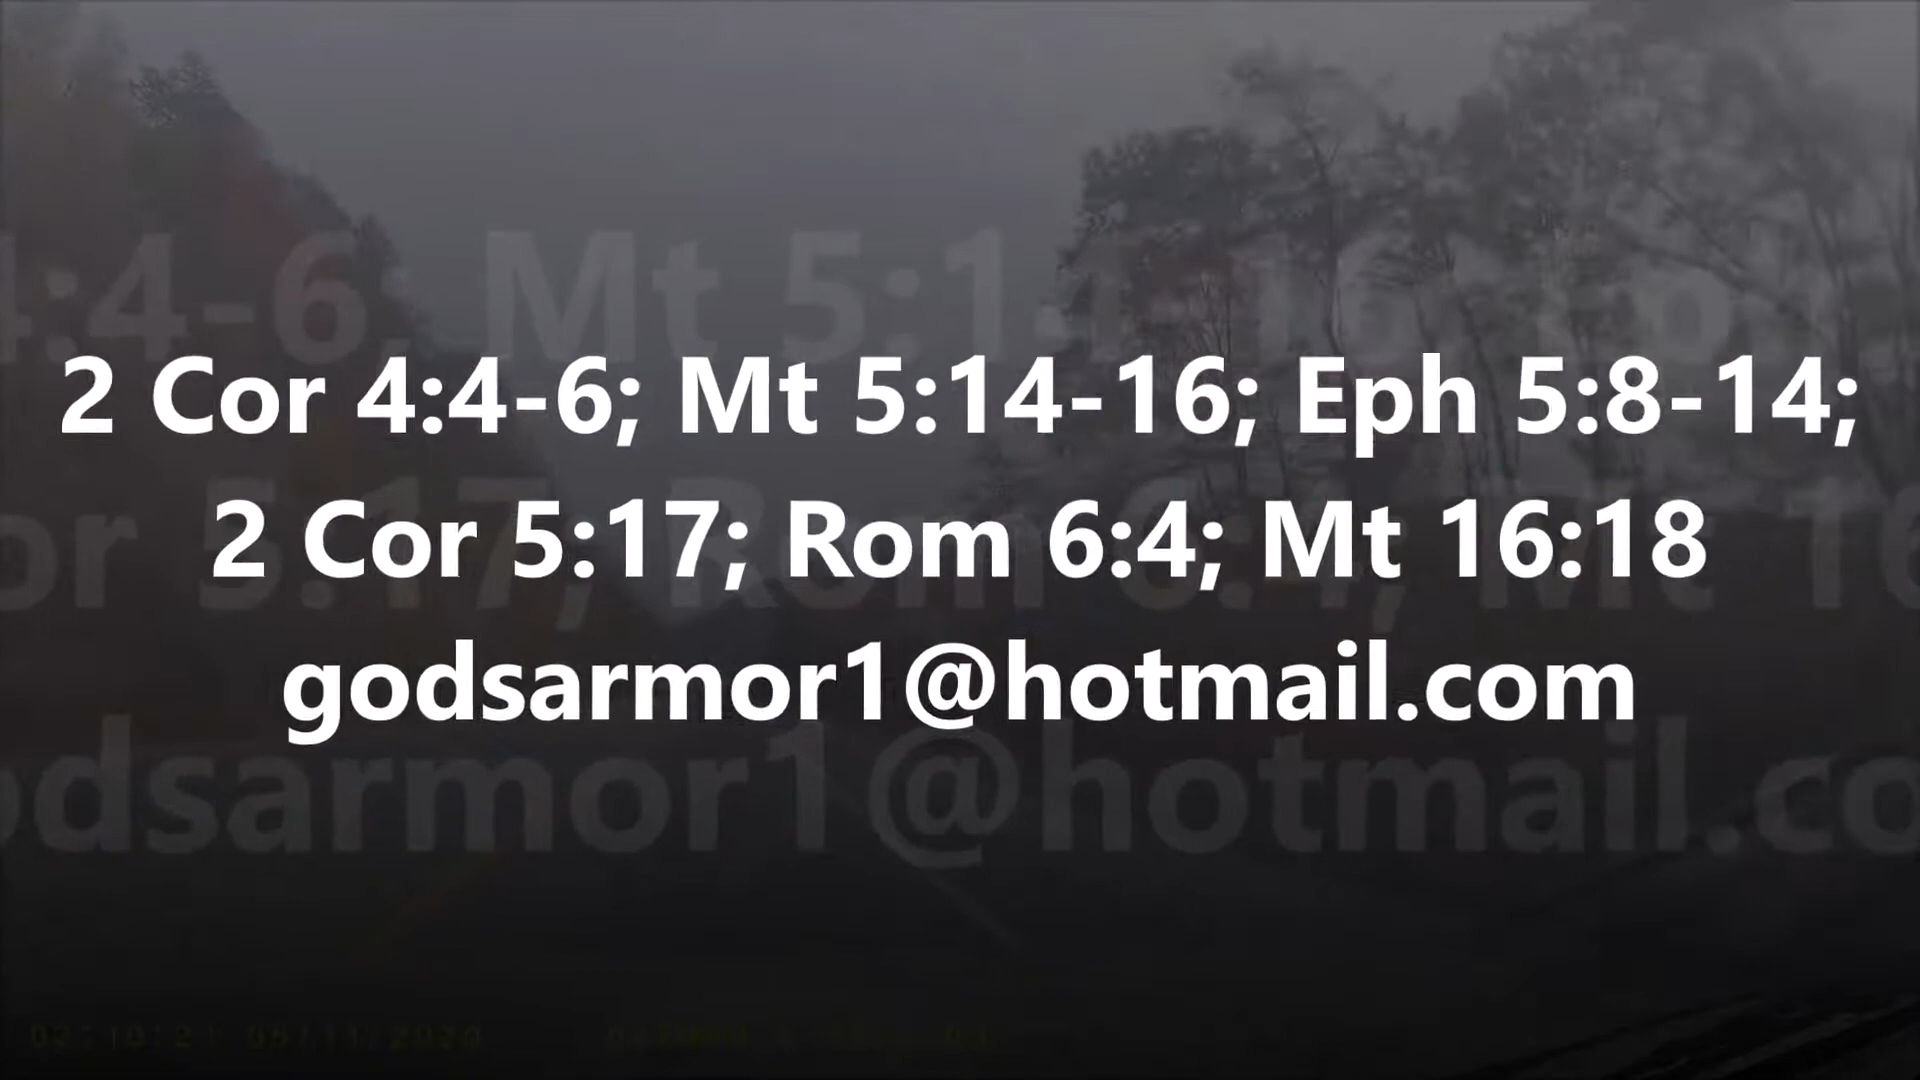 2 Cor 4:4-6; Mt 5:14-16; Eph 5:8-14;
2 Cor 5:17; Rom 6:4; Mt 16:18
godsarmor1@hotmail.com